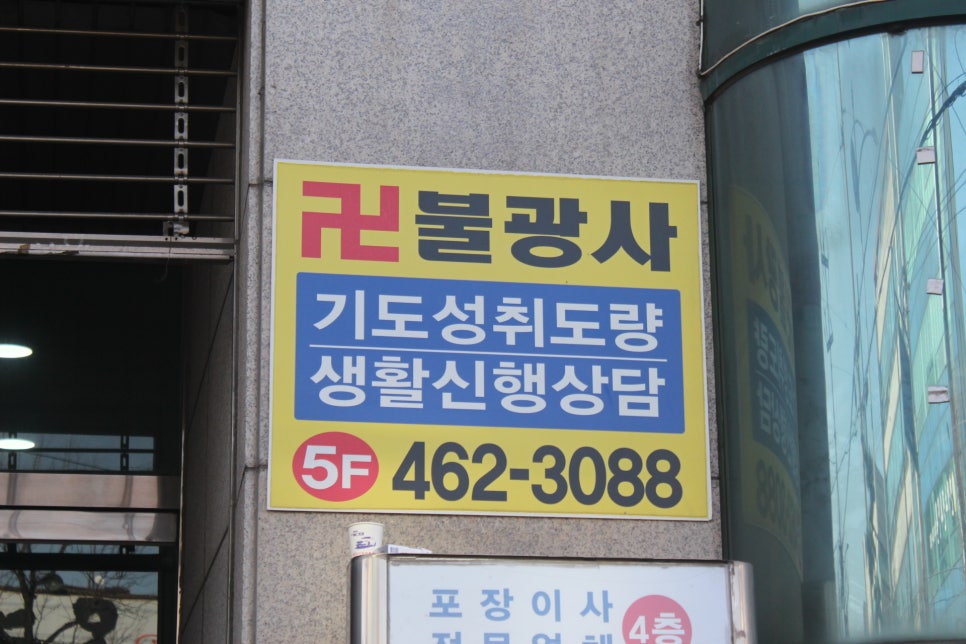 卍불광사
기도성취도량
생활신행상담
5F 462-3088
포장이사
4층